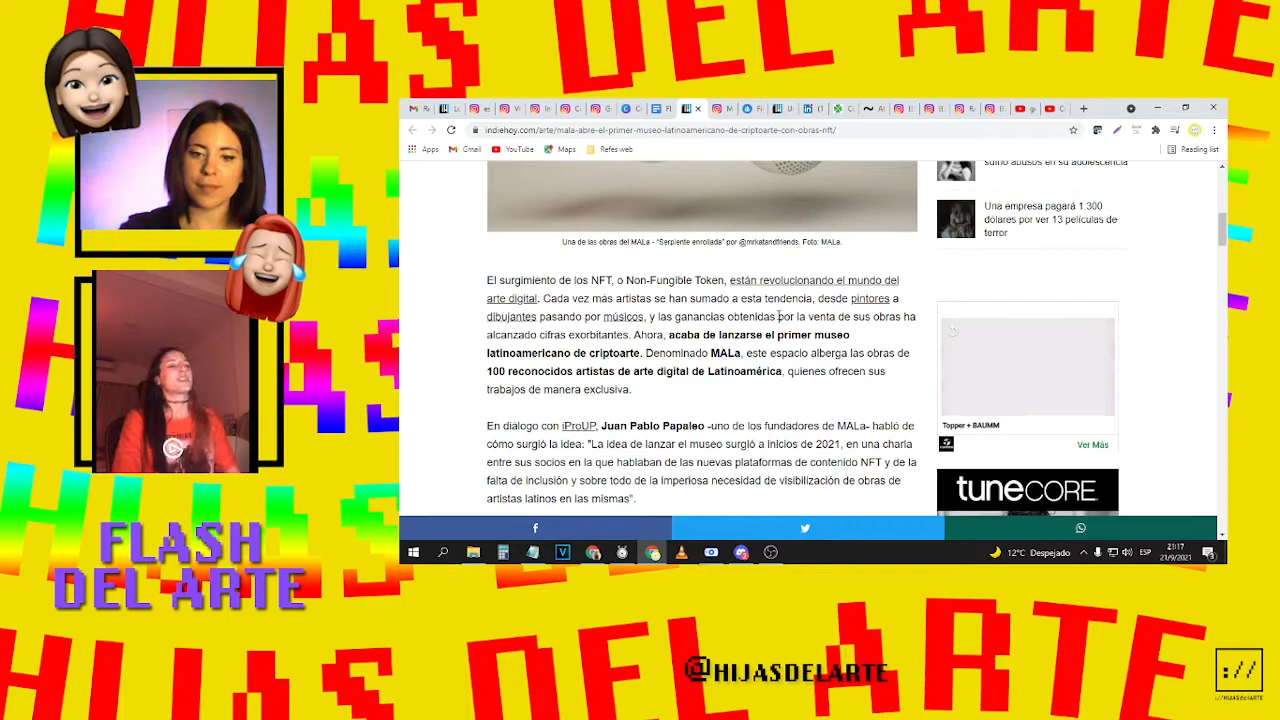 HIJAS DEL ARTE
indiehoy.com/arte/mala-abre-el-primer-museo-latinoamericano-de-criptoarte-con-obras-nft/
Apps
Gmail
YouTube
Maps
Refes web
Reading list
sufrió abusos en su adolescencia
Una empresa pagará 1.300
dólares por ver 13 películas de
terror
Una de las obras del MALa - "Serpiente enrollada" por @mrkatandfriends. Foto: MALa.
El surgimiento de los NFT, o Non-Fungible Token, están revolucionando el mundo del
arte digital. Cada vez más artistas se han sumado a esta tendencia, desde pintores a
dibujantes pasando por músicos, y las ganancias obtenidas por la venta de sus obras ha
alcanzado cifras exorbitantes. Ahora, acaba de lanzarse el primer museo
latinoamericano de criptoarte. Denominado MALa, este espacio alberga las obras de
100 reconocidos artistas de arte digital de Latinoamérica, quienes ofrecen sus
trabajos de manera exclusiva.
En diálogo con iProUP, Juan Pablo Papaleo -uno de los fundadores de MALa- habló de
cómo surgió la idea: "La idea de lanzar el museo surgió a inicios de 2021, en una charla
entre sus socios en la que hablaban de las nuevas plataformas de contenido NFT y de la
falta de inclusión y sobre todo de la imperiosa necesidad de visibilización de obras de
artistas latinos en las mismas".
Topper + BAUMM
Ver Más
tunecore
12°C Despejado
ESP
21:17
21/9/2021
FLASH
DEL ARTE
@HIJASDELARTE
://
://HIJASdelARTE